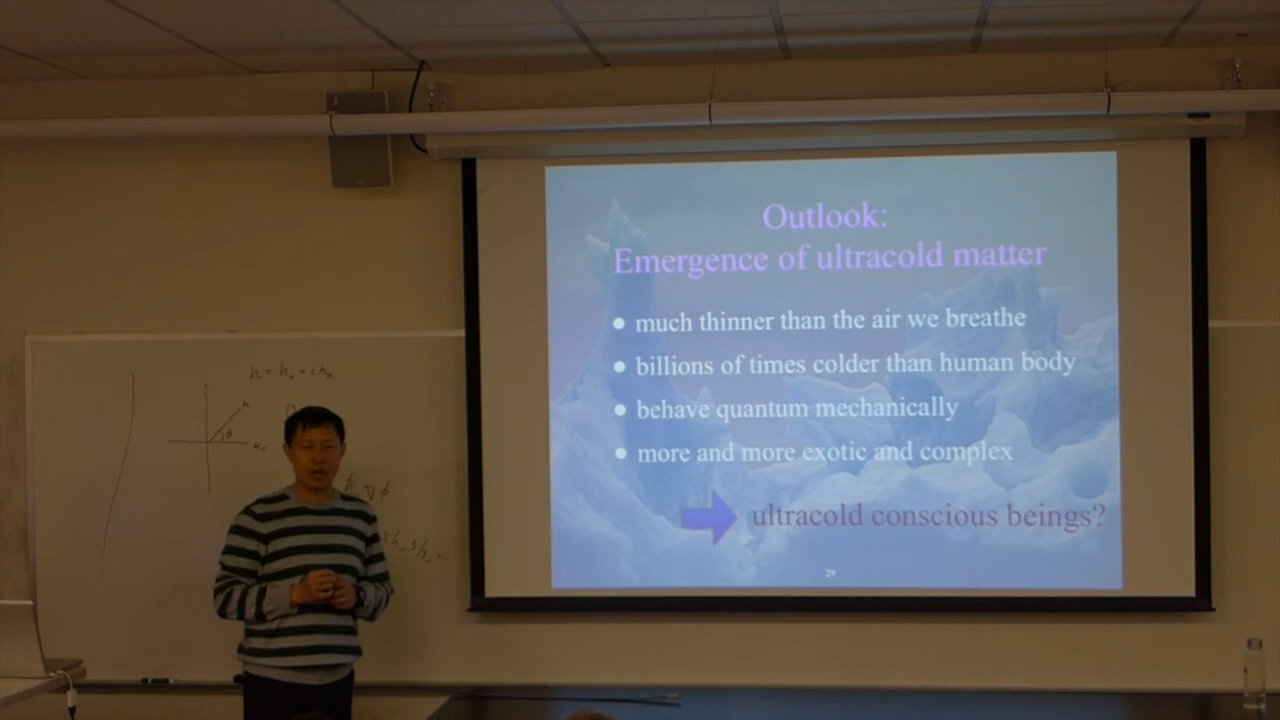 Outlook:
Emergence of ultracold matter
● much thinner than the air we breathe
● billions of times colder than human body
● behave quantum mechanically
● more and more exotic and complex
ultracold conscious beings?
29
θ